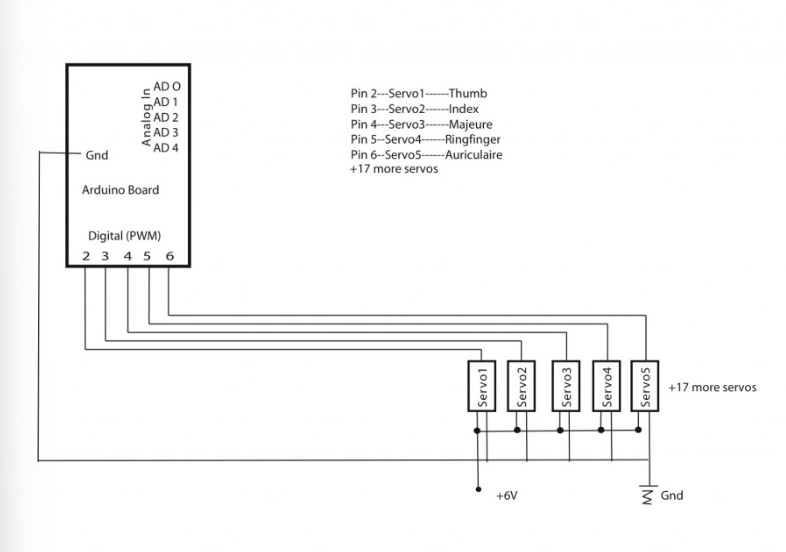 AD 0
AD 1
AD 2
AD 3
AD 4
Analog In
Gnd
Arduino Board
Digital (PWM)
2 3 4 5 6
Pin 2---Servo1------Thumb
Pin 3---Servo2------Index
Pin 4---Servo3------Majeure
Pin 5--Servo4------Ringfinger
Pin 6--Servo5------Auriculaire
+17 more servos
Servo1
Servo2
Servo3
Servo4
Servo5
+17 more servos
+6V
Gnd